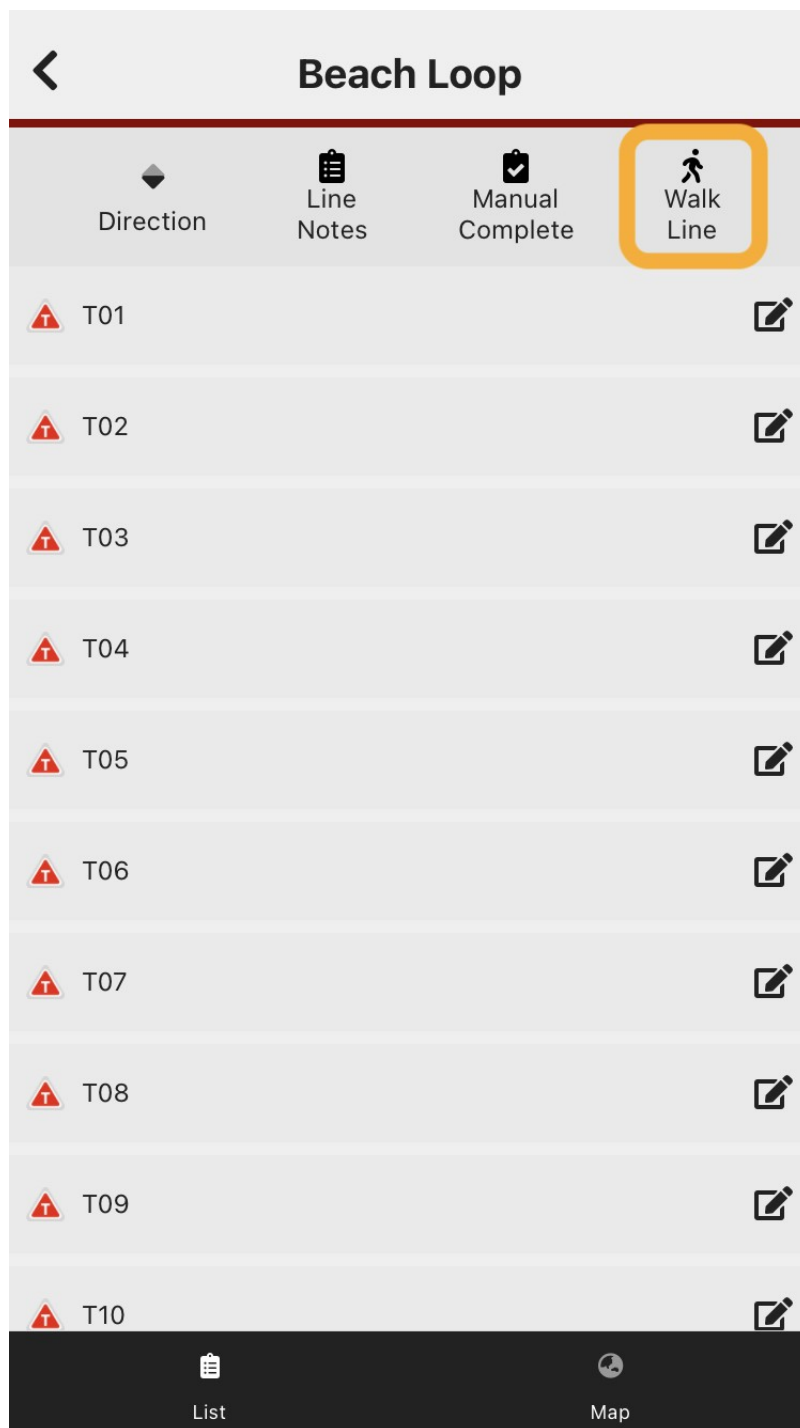 Beach Loop
Direction
Line
Notes
Manual
Complete
Walk
Line
T T01
T T02
T T03
T T04
T T05
T T06
T T07
T T08
T T09
T T10
List
Map